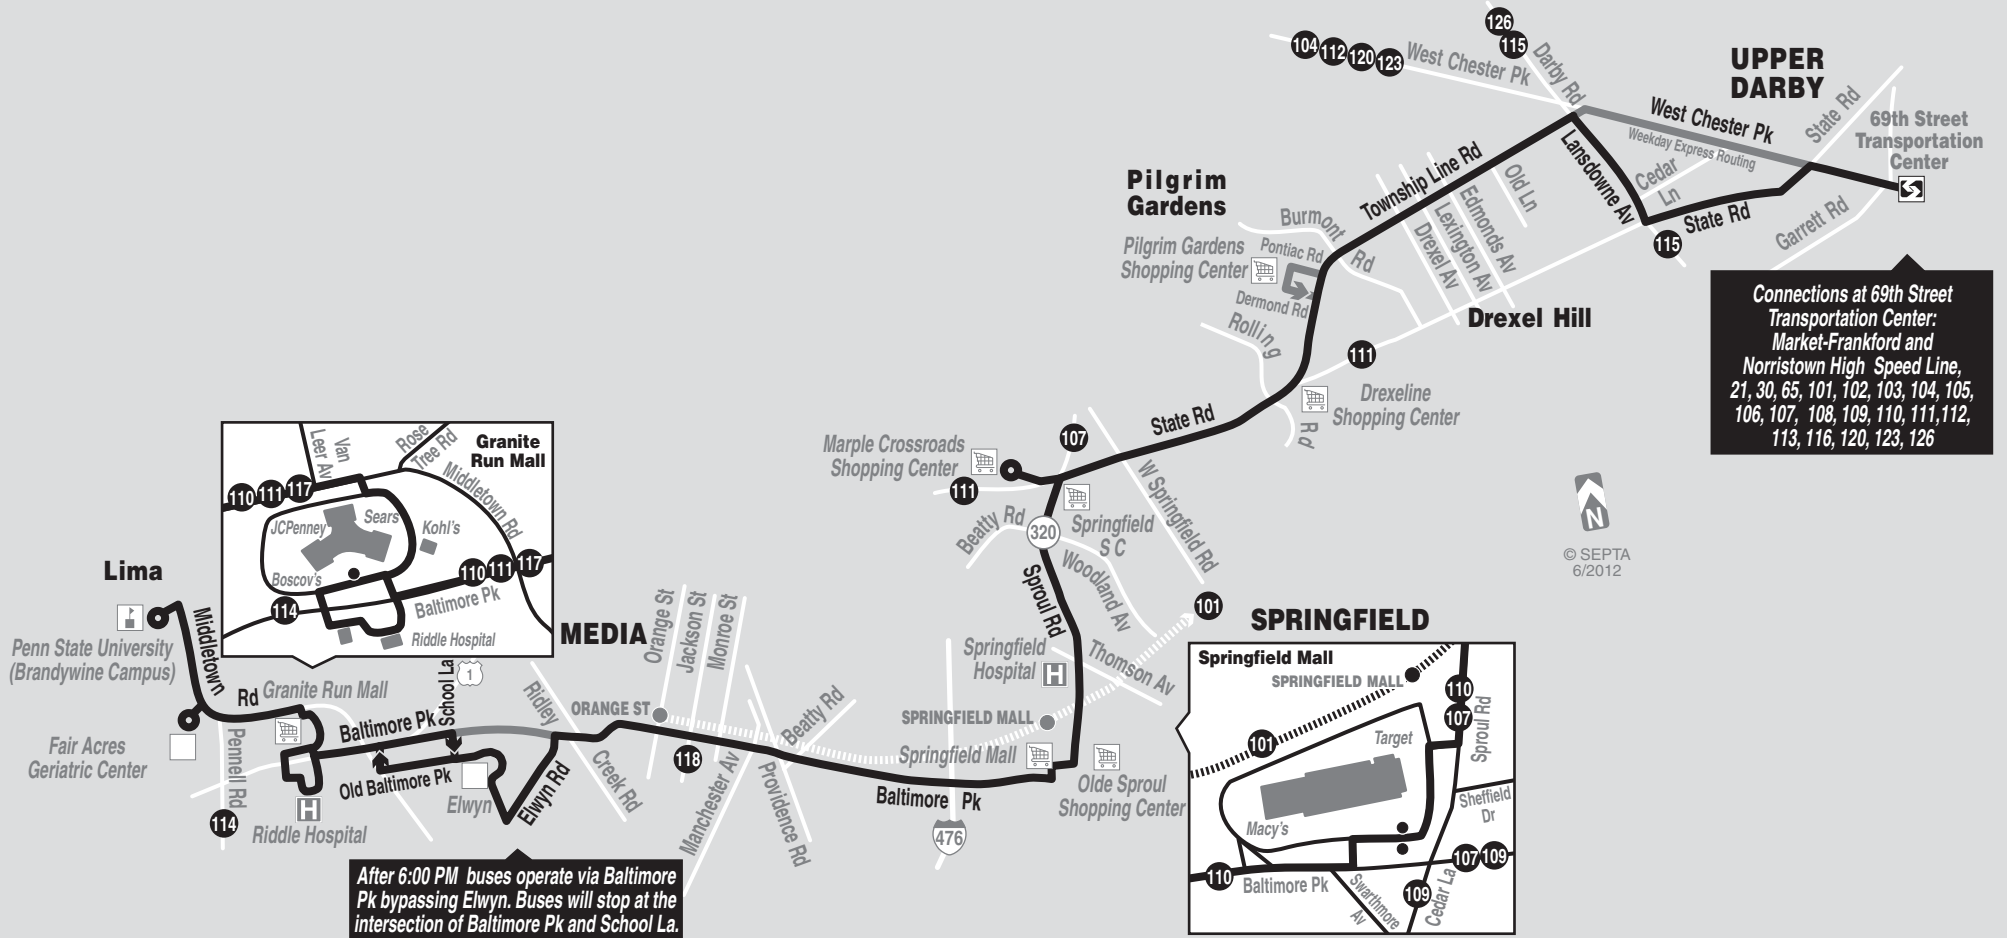 126
115
104
112
120
123
West Chester Pk
Darby Rd
UPPER
DARBY
West Chester Pk
Weekday Express Routing
State Rd
69th Street
Transportation
Center
Lansdowne Av
Cedar
Ln
State Rd
115
Garrett Rd
Township Line Rd
Old Ln
Edmonds Av
Lexington Av
Drexel Av
Pilgrim
Gardens
Burmont
Rd
Pilgrim Gardens
Shopping Center
Pontiac Rd
Dermond Rd
Rolling
Rd
Drexel Hill
111
Drexeline
Shopping Center
Connections at 69th Street
Transportation Center:
Market-Frankford and
Norristown High Speed Line,
21, 30, 65, 101, 102, 103, 104, 105,
106, 107, 108, 109, 110, 111,112,
113, 116, 120, 123, 126
State Rd
107
Marple Crossroads
Shopping Center
111
W Springfield Rd
Beatty Rd
320
Springfield
S C
Woodland Av
Sproul Rd
N
© SEPTA
6/2012
101
Springfield
Hospital
H
Thomson Av
SPRINGFIELD MALL
Springfield Mall
Olde Sproul
Shopping Center
Baltimore Pk
476
SPRINGFIELD
Springfield Mall
SPRINGFIELD MALL
110
107
Sproul Rd
101
Target
Macy's
Sheffield
Dr
107
109
110
Baltimore Pk
Swarthmore
Av
109
Cedar La
Granite
Run Mall
Van
Leer Av
Rose
Tree Rd
Middletown Rd
110
111
117
JCPenney
Sears
Kohl's
Boscov's
110
111
117
114
Baltimore Pk
Riddle Hospital
Lima
Penn State University
(Brandywine Campus)
Middletown
Rd
Granite Run Mall
Fair Acres
Geriatric Center
Pennell Rd
114
H
Riddle Hospital
Baltimore Pk
School La
1
Old Baltimore Pk
Elwyn
Elwyn Rd
MEDIA
Ridley
Creek Rd
ORANGE ST
Orange St
Jackson St
Monroe St
118
Manchester Av
Providence Rd
Beatty Rd
After 6:00 PM buses operate via Baltimore
Pk bypassing Elwyn. Buses will stop at the
intersection of Baltimore Pk and School La.